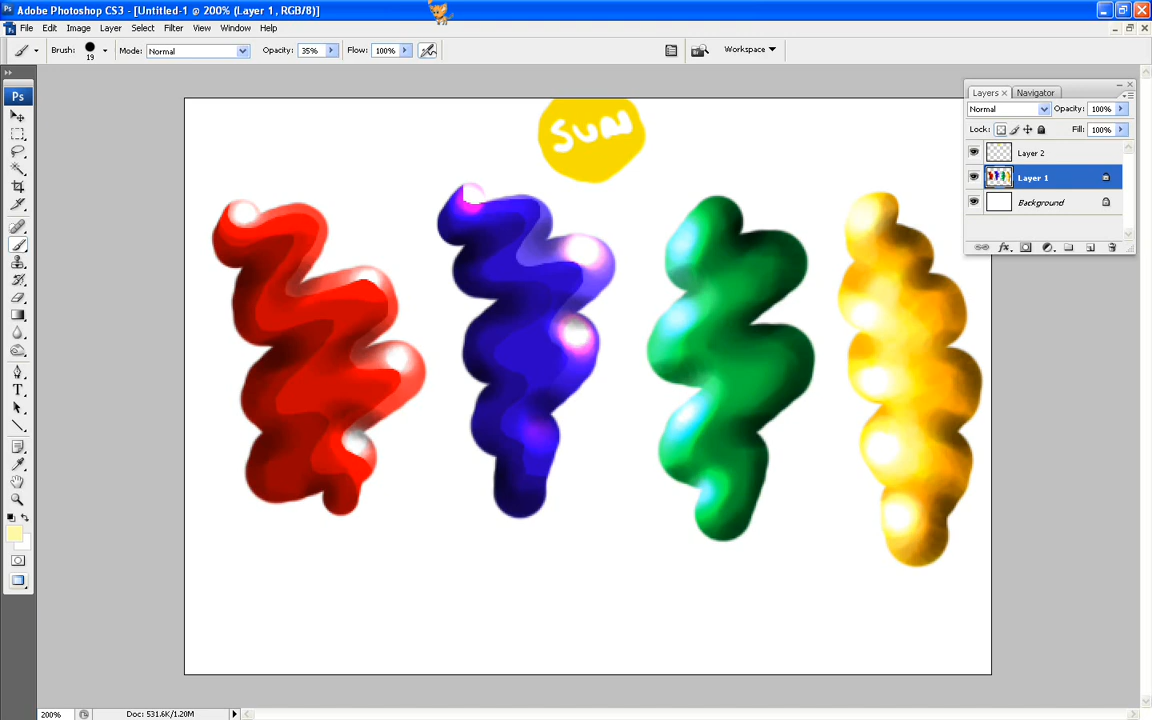 Adobe Photoshop CS3 - [Untitled-1 @ 200% (Layer 1, RGB/8)]
File Edit Image Layer Select Filter View Window Help
Brush: 19 Mode: Normal Opacity: 35% Flow: 100% Workspace
Ps
SUN
Layers Navigator
Normal Opacity: 100%
Lock: Fill: 100%
Layer 2
Layer 1
Background
T
200% Doc: 531.6K/1.20M